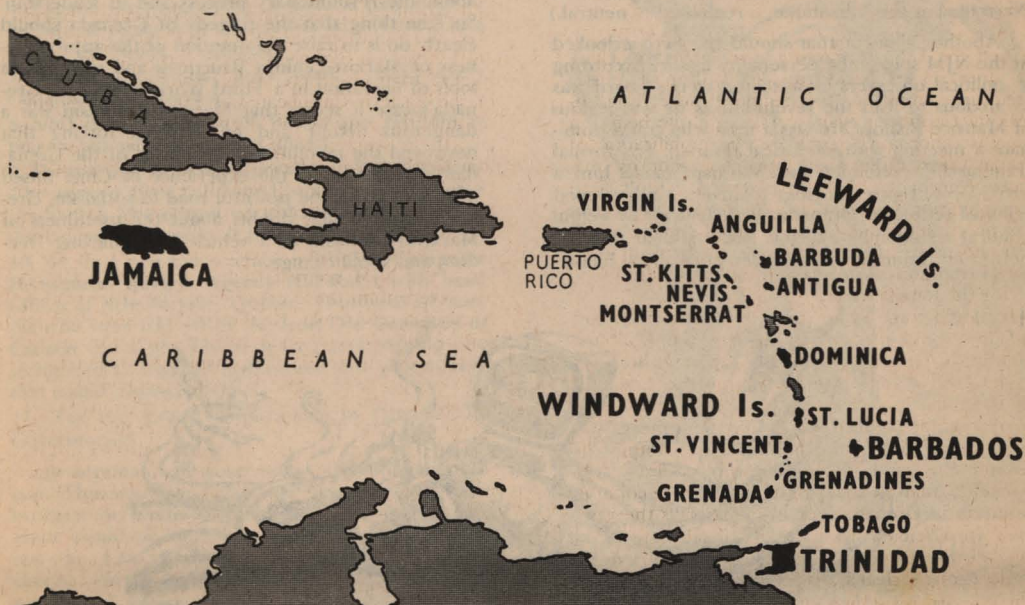 CUBA
ATLANTIC OCEAN
LEEWARD Is.
HAITI
VIRGIN Is.
ANGUILLA
JAMAICA
PUERTO
RICO
ST. KITTS
BARBUDA
NEVIS
ANTIGUA
MONTSERRAT
CARIBBEAN SEA
DOMINICA
WINDWARD Is.
ST. LUCIA
ST. VINCENT
BARBADOS
GRENADA
GRENADINES
TOBAGO
TRINIDAD